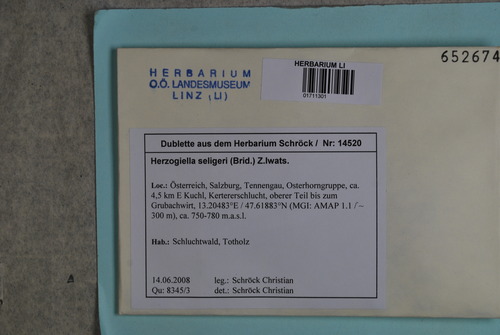 652674
HERBARIUM
O.Ö. LANDESMUSEUM
LINZ (LI)
HERBARIUM LI
01711301
Dublette aus dem Herbarium Schröck / Nr: 14520
Herzogiella seligeri (Brid.) Z.Iwats.
Loc.: Österreich, Salzburg, Tennengau, Osterhorngruppe, ca.
4,5 km E Kuchl, Kertererschlucht, oberer Teil bis zum
Grubachwirt, 13.20483°E / 47.61883°N (MGI: AMAP 1.1 / –
300 m), ca. 750-780 m.a.s.l.
Hab.: Schluchtwald, Totholz
14.06.2008 leg.: Schröck Christian
Qu: 8345/3 det.: Schröck Christian